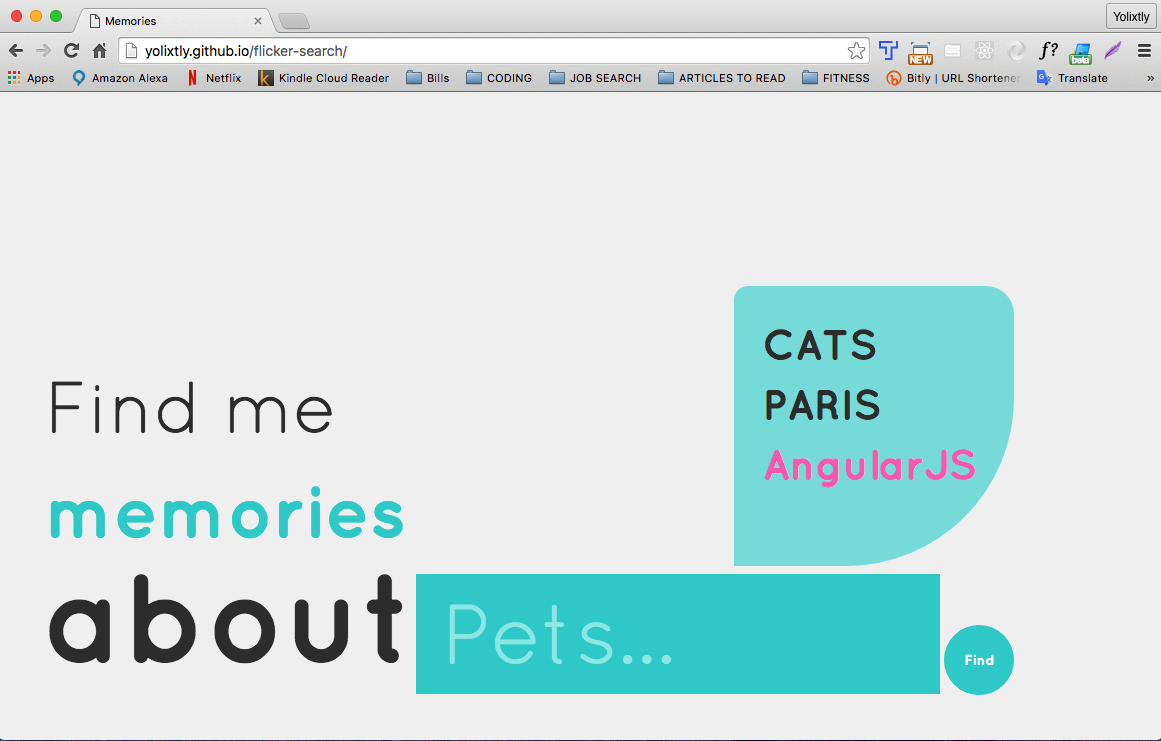 Memories
Yolixtly
yolixtly.github.io/flicker-search/
f?
NEW
beta
Apps
Amazon Alexa
Netflix
Kindle Cloud Reader
Bills
CODING
JOB SEARCH
ARTICLES TO READ
FITNESS
Bitly | URL Shortener
Translate
»
CATS
PARIS
AngularJS
Find me
memories
about Pets...
Find